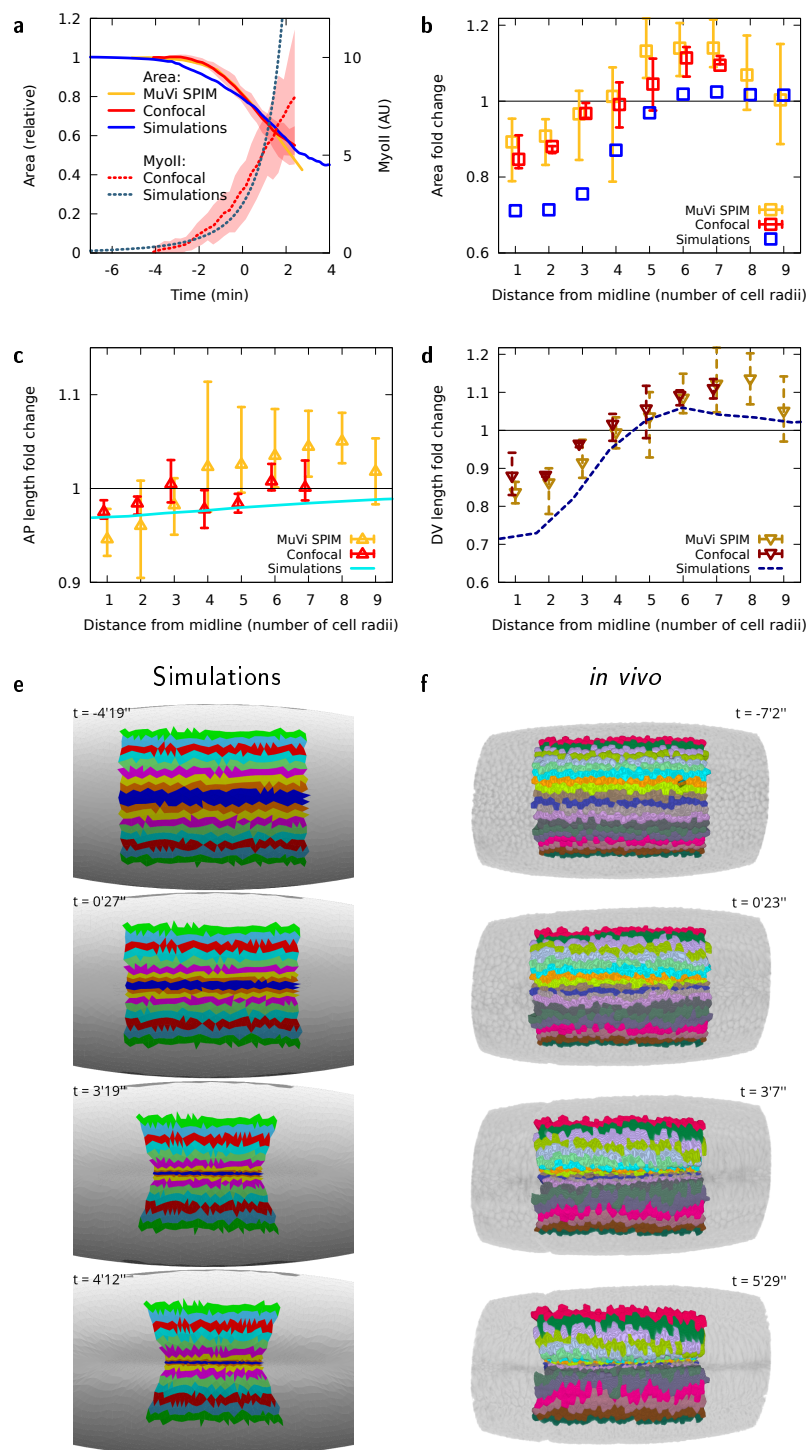 a
1.2
1
0.8
0.6
0.4
0.2
0
Area (relative)
10
5
0
MyoII (AU)
Area:
MuVi SPIM
Confocal
Simulations
MyoII:
Confocal
Simulations
-6 -4 -2 0 2 4
Time (min)
b
1.2
1
0.8
0.6
Area fold change
MuVi SPIM
Confocal
Simulations
1 2 3 4 5 6 7 8 9
Distance from midline (number of cell radii)
c
1.1
1
0.9
AP length fold change
MuVi SPIM
Confocal
Simulations
1 2 3 4 5 6 7 8 9
Distance from midline (number of cell radii)
d
1.2
1.1
1
0.9
0.8
0.7
0.6
DV length fold change
MuVi SPIM
Confocal
Simulations
1 2 3 4 5 6 7 8 9
Distance from midline (number of cell radii)
e
Simulations
t = -4'19''
t = 0'27''
t = 3'19''
t = 4'12''
f
in vivo
t = -7'2''
t = 0'23''
t = 3'7''
t = 5'29''